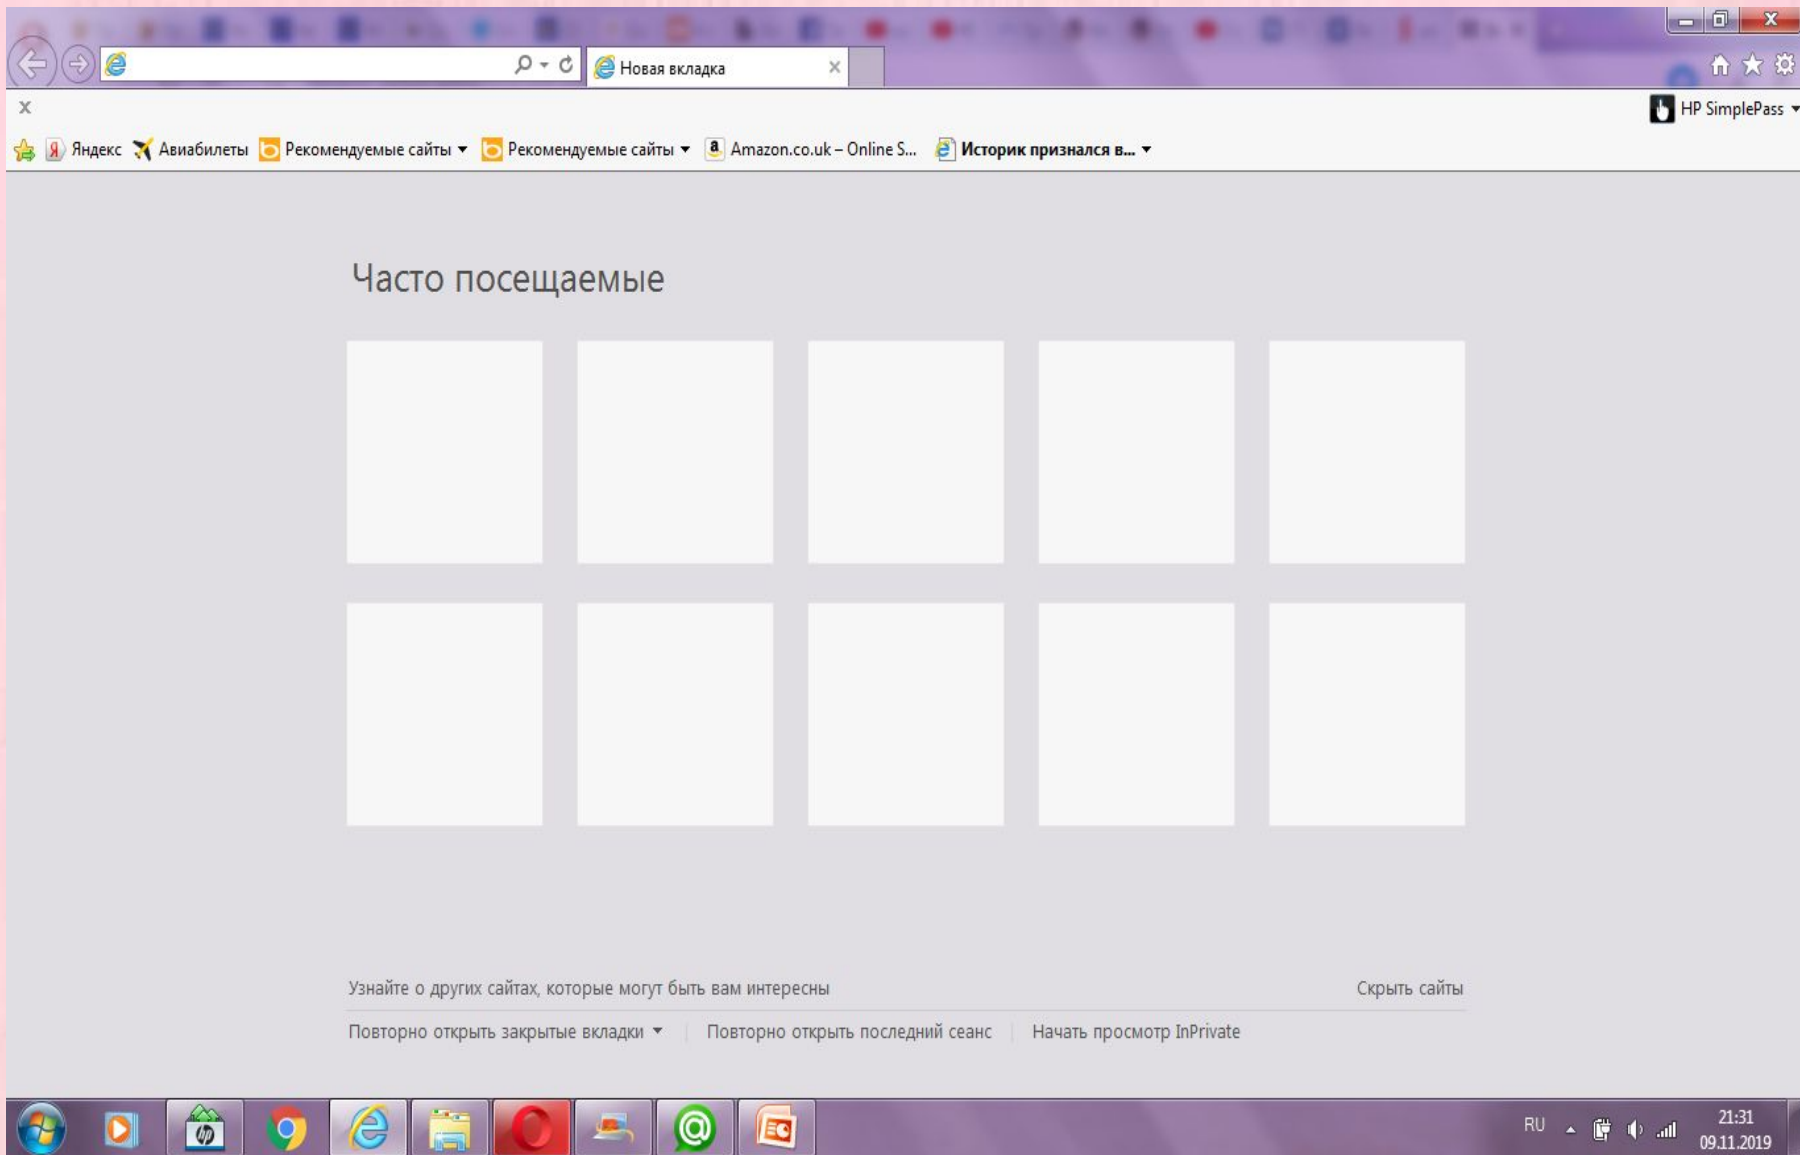 Новая вкладка
HP SimplePass
Яндекс Авиабилеты Рекомендуемые сайты Рекомендуемые сайты Amazon.co.uk – Online S... Историк признался в...
Часто посещаемые
Узнайте о других сайтах, которые могут быть вам интересны Скрыть сайты
Повторно открыть закрытые вкладки Повторно открыть последний сеанс Начать просмотр InPrivate
RU 21:31
09.11.2019